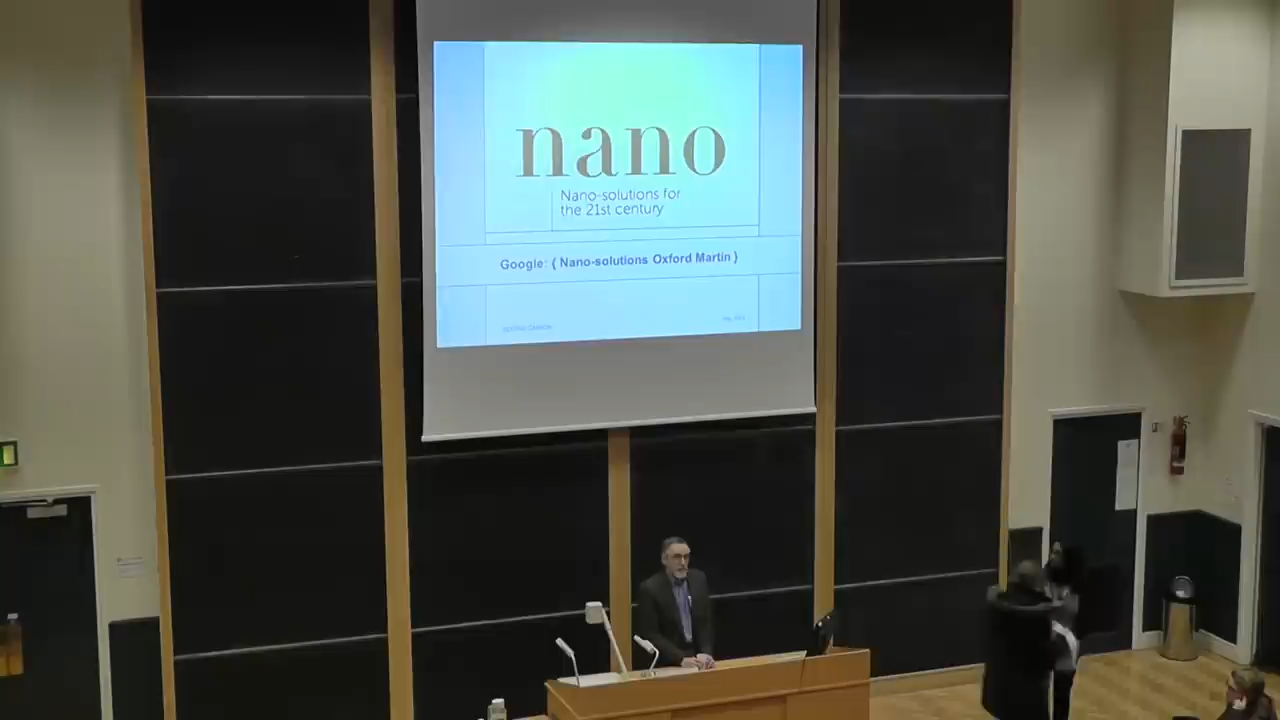 nano
Nano-solutions for
the 21st century
Google: { Nano-solutions Oxford Martin }